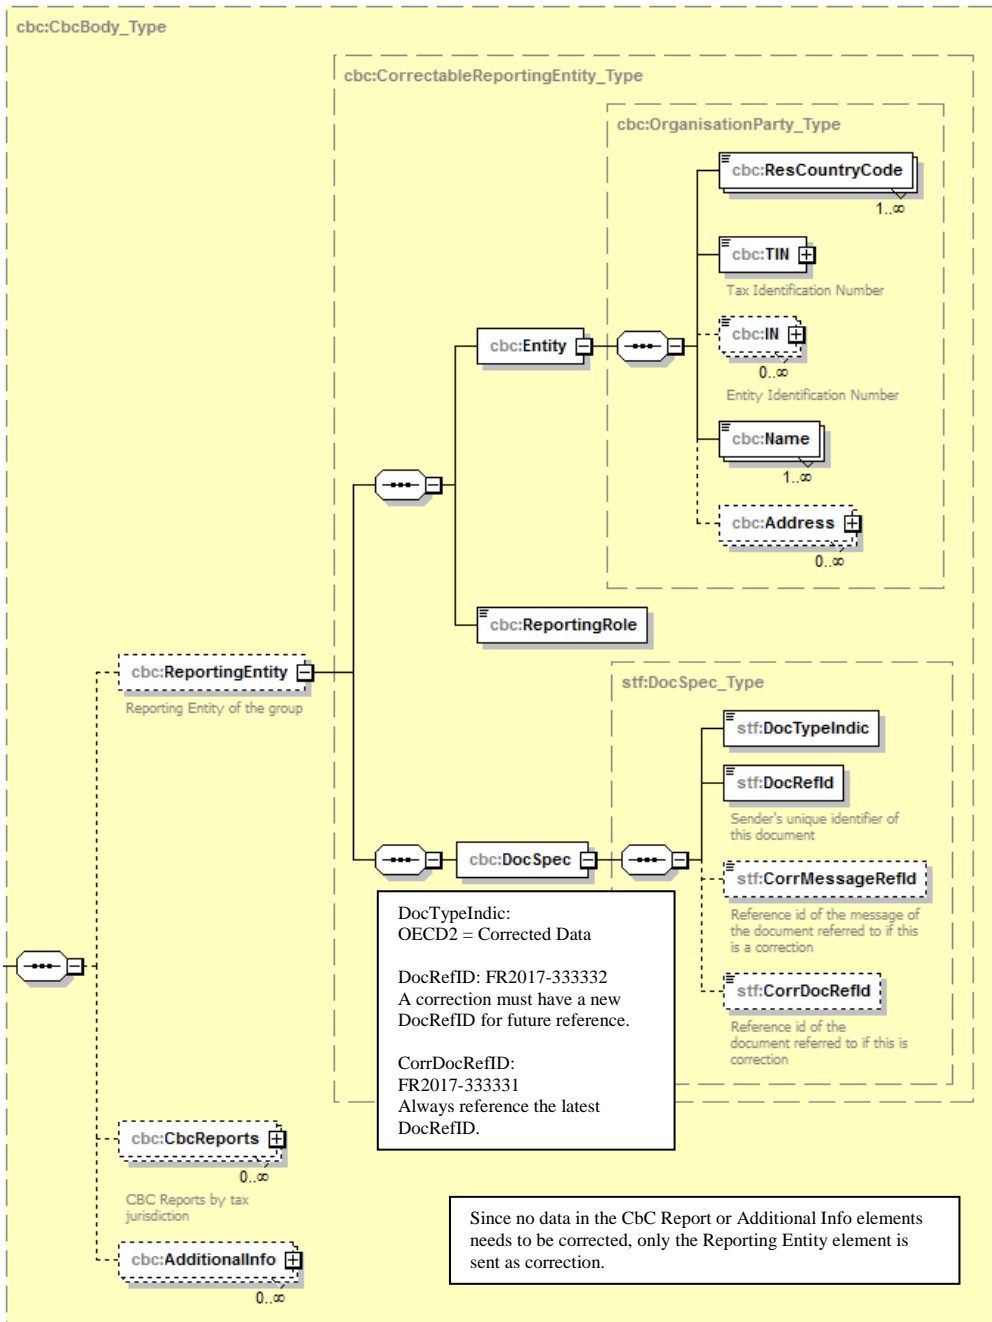 cbc:CbcBody_Type
cbc:CorrectableReportingEntity_Type
cbc:OrganisationParty_Type
cbc:ResCountryCode
1..∞
cbc:TIN
Tax Identification Number
cbc:IN
0..∞
Entity Identification Number
cbc:Entity
cbc:Name
1..∞
cbc:Address
0..∞
cbc:ReportingRole
cbc:ReportingEntity
Reporting Entity of the group
stf:DocSpec_Type
stf:DocTypeIndic
stf:DocRefId
Sender's unique identifier of
this document
cbc:DocSpec
stf:CorrMessageRefId
Reference id of the message of
the document referred to if this
is a correction
stf:CorrDocRefId
Reference id of the
document referred to if this is
correction
DocTypeIndic:
OECD2 = Corrected Data
DocRefID: FR2017-333332
A correction must have a new
DocRefID for future reference.
CorrDocRefID:
FR2017-333331
Always reference the latest
DocRefID.
cbc:CbcReports
0..∞
CBC Reports by tax
jurisdiction
cbc:AdditionalInfo
0..∞
Since no data in the CbC Report or Additional Info elements
needs to be corrected, only the Reporting Entity element is
sent as correction.